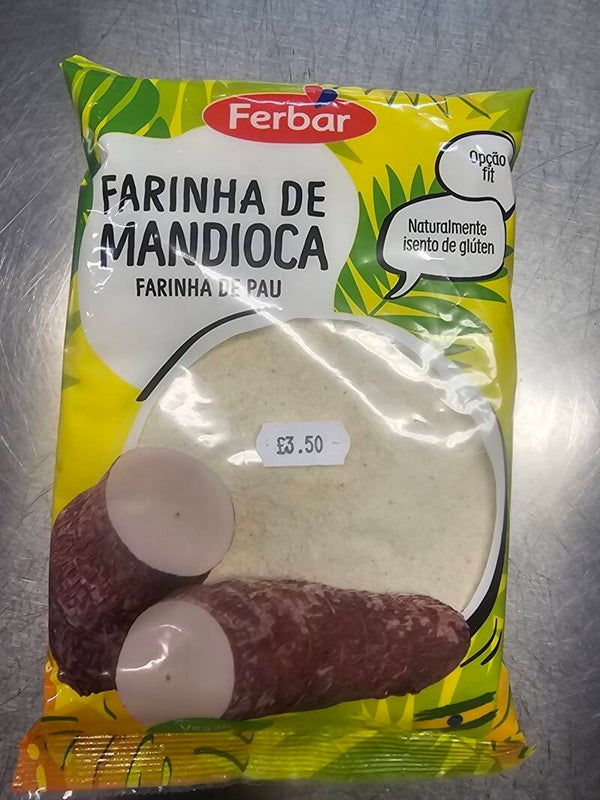 Ferbar
Opção
fit
FARINHA DE
MANDIOCA
FARINHA DE PAU
Naturalmente
isento de glúten
£3.50